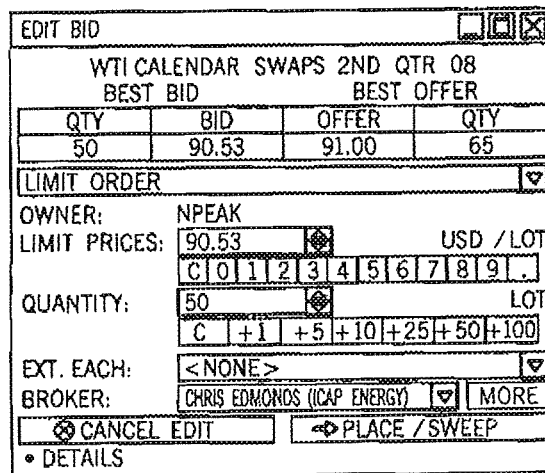 EDIT BID
WTI CALENDAR SWAPS 2ND QTR 08
BEST BID BEST OFFER
QTY BID OFFER QTY
50 90.53 91.00 65
LIMIT ORDER
OWNER: NPEAK
LIMIT PRICES: 90.53 USD / LOT
C 0 1 2 3 4 5 6 7 8 9 .
QUANTITY: 50 LOT
C +1 +5 +10 +25 +50 +100
EXT. EACH: <NONE>
BROKER: CHRIS EDMONOS (ICAP ENERGY) MORE
CANCEL EDIT PLACE / SWEEP
• DETAILS